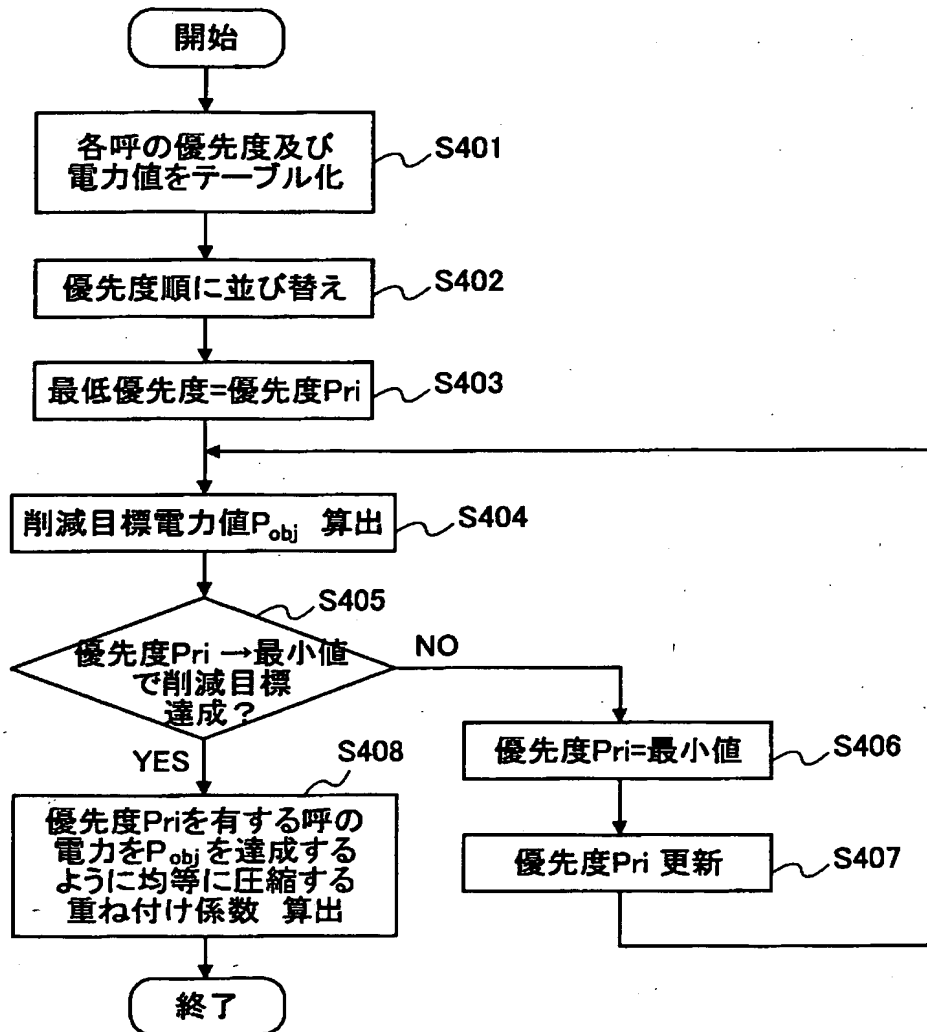 開始
各呼の優先度及び
電力値をテーブル化
S401
優先度順に並び替え
S402
最低優先度=優先度Pri
S403
削減目標電力値Pobj 算出
S404
S405
優先度Pri →最小値
で削減目標
達成？
NO
YES
優先度Pri=最小値
S406
優先度Pri 更新
S407
S408
優先度Priを有する呼の
電力をPobjを達成する
ように均等に圧縮する
重ね付け係数 算出
終了